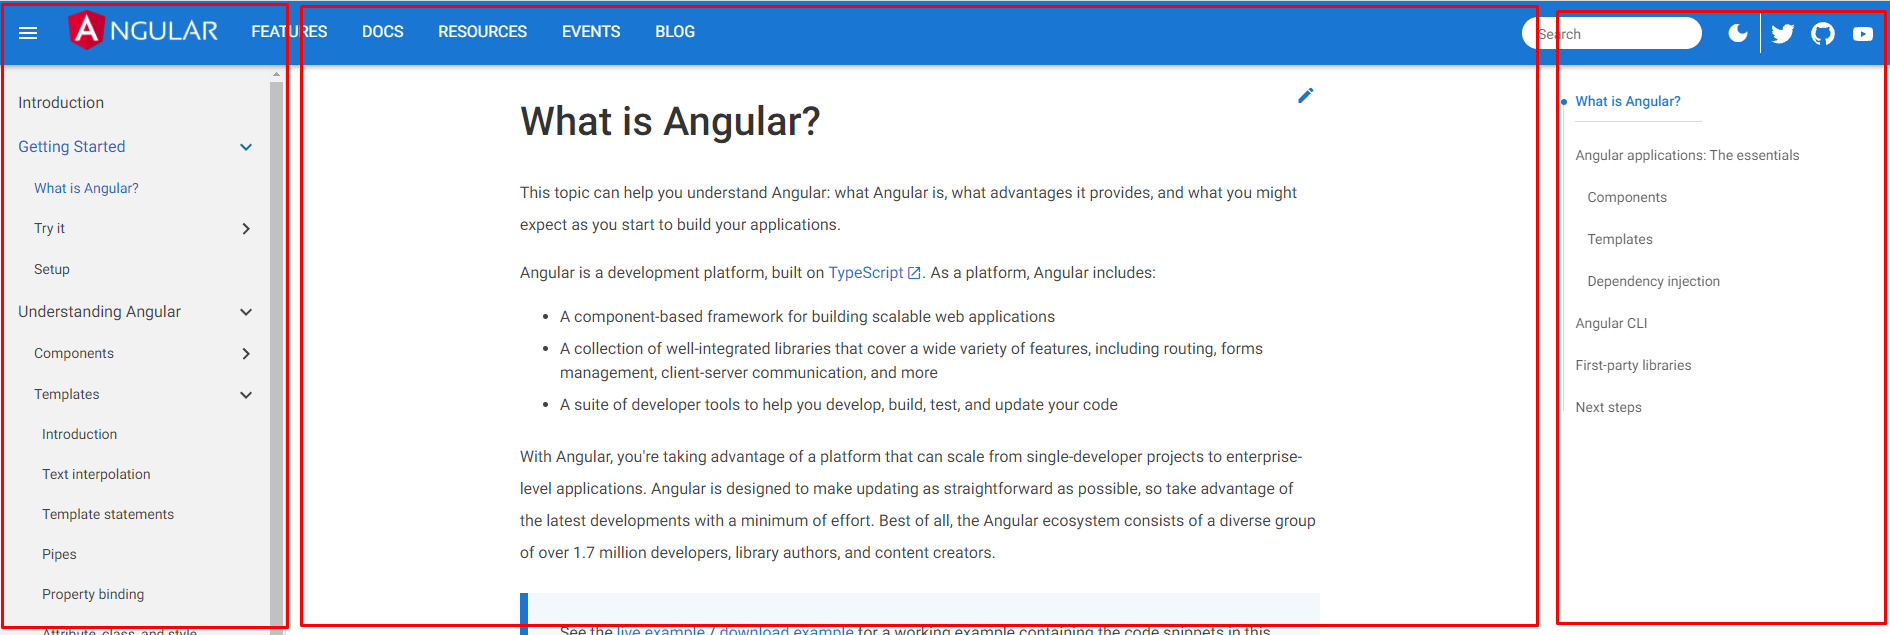 ANGULAR FEATURES DOCS RESOURCES EVENTS BLOG Search
Introduction
Getting Started
What is Angular?
Try it
Setup
Understanding Angular
Components
Templates
Introduction
Text interpolation
Template statements
Pipes
Property binding
Attribute, class, and style
What is Angular?
This topic can help you understand Angular: what Angular is, what advantages it provides, and what you might
expect as you start to build your applications.
Angular is a development platform, built on TypeScript. As a platform, Angular includes:
• A component-based framework for building scalable web applications
• A collection of well-integrated libraries that cover a wide variety of features, including routing, forms
management, client-server communication, and more
• A suite of developer tools to help you develop, build, test, and update your code
With Angular, you're taking advantage of a platform that can scale from single-developer projects to enterprise-
level applications. Angular is designed to make updating as straightforward as possible, so take advantage of
the latest developments with a minimum of effort. Best of all, the Angular ecosystem consists of a diverse group
of over 1.7 million developers, library authors, and content creators.
See the live example / download example for a working example containing the code snippets in this
What is Angular?
Angular applications: The essentials
Components
Templates
Dependency injection
Angular CLI
First-party libraries
Next steps